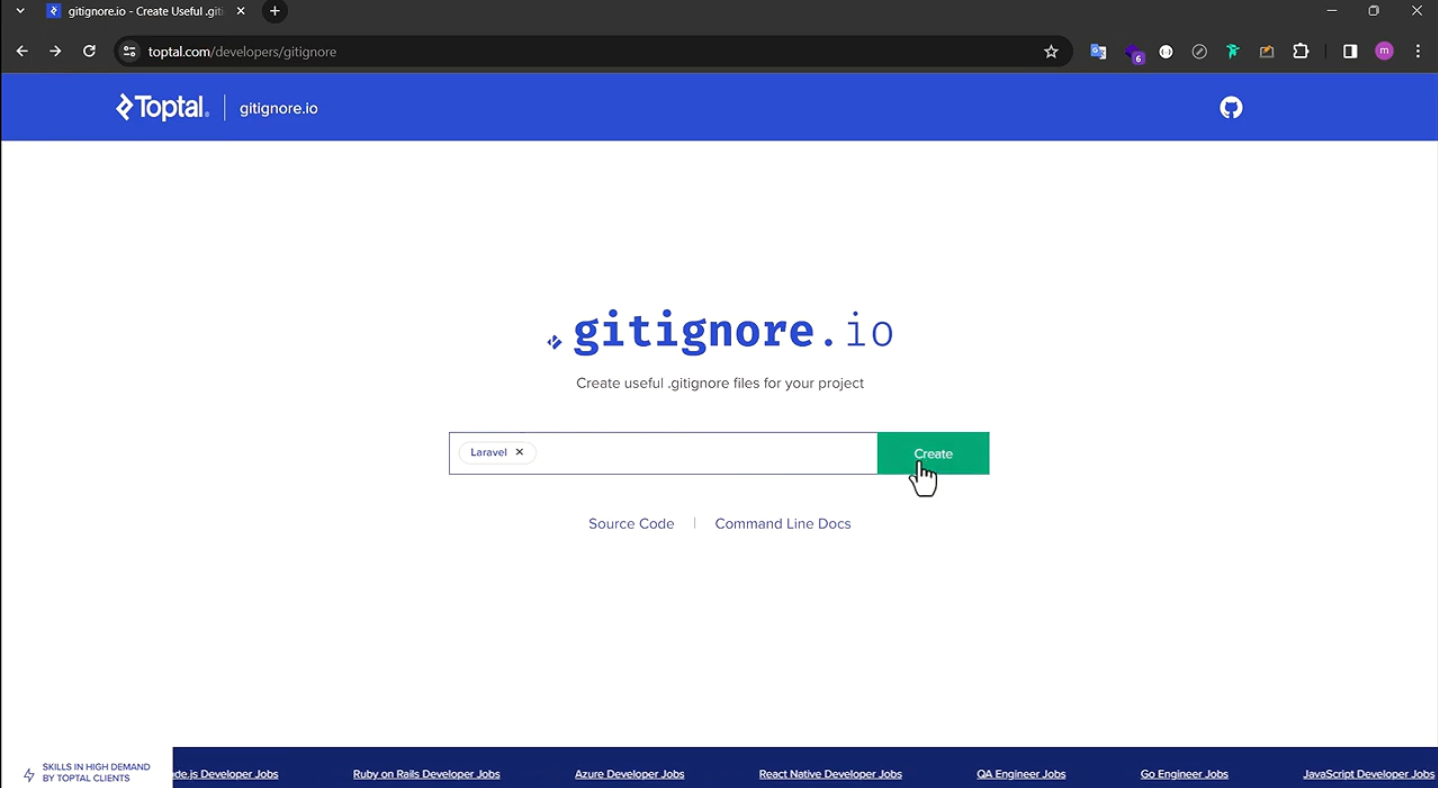 gitignore.io - Create Useful .giti
toptal.com/developers/gitignore
6
m
Toptal. gitignore.io
.gitignore.io
Create useful .gitignore files for your project
Laravel
Create
Source Code | Command Line Docs
SKILLS IN HIGH DEMAND
BY TOPTAL CLIENTS
de.js Developer Jobs Ruby on Rails Developer Jobs Azure Developer Jobs React Native Developer Jobs QA Engineer Jobs Go Engineer Jobs JavaScript Developer Jobs